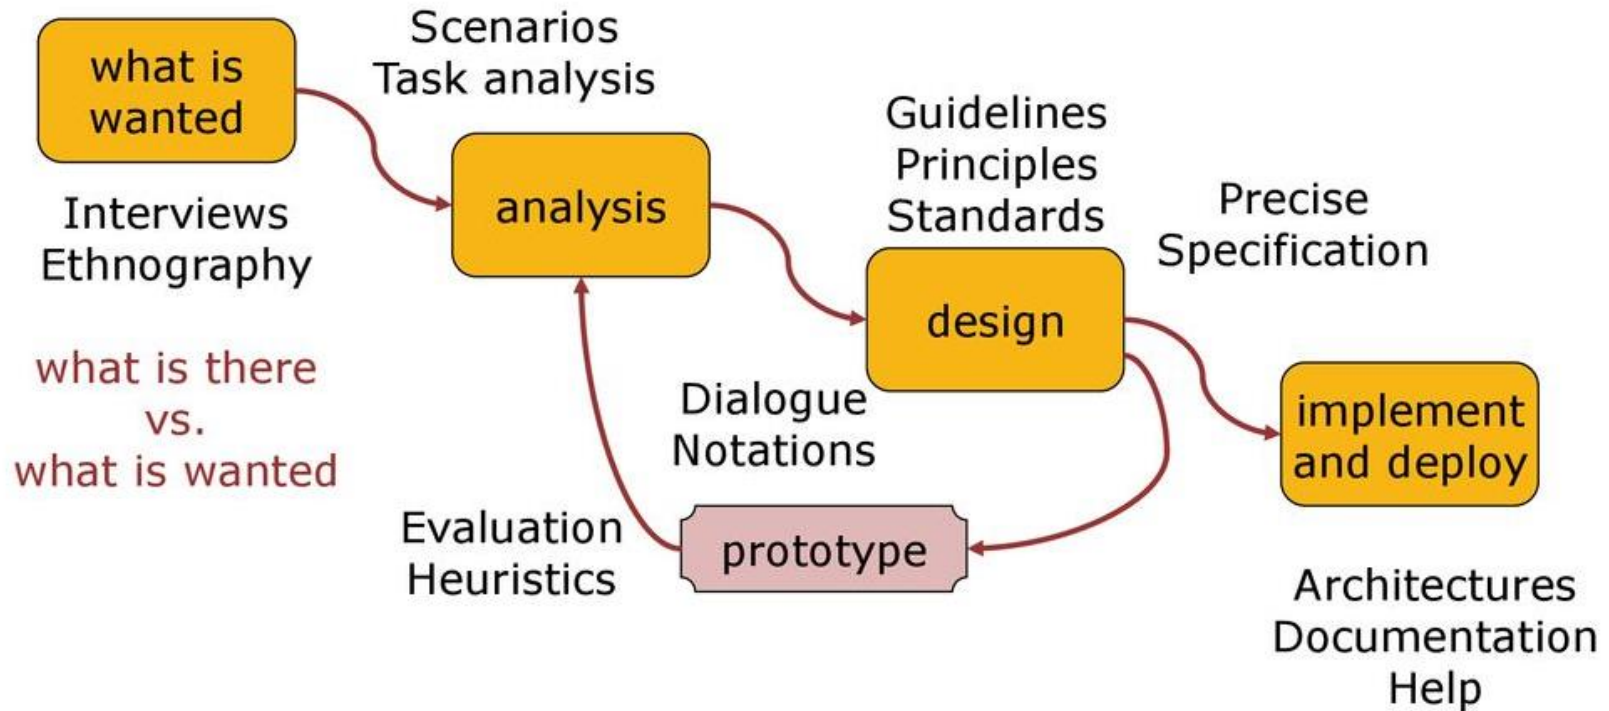 what is
wanted
Interviews
Ethnography
what is there
vs.
what is wanted
Scenarios
Task analysis
analysis
Guidelines
Principles
Standards
design
Precise
Specification
Dialogue
Notations
Evaluation
Heuristics
prototype
implement
and deploy
Architectures
Documentation
Help